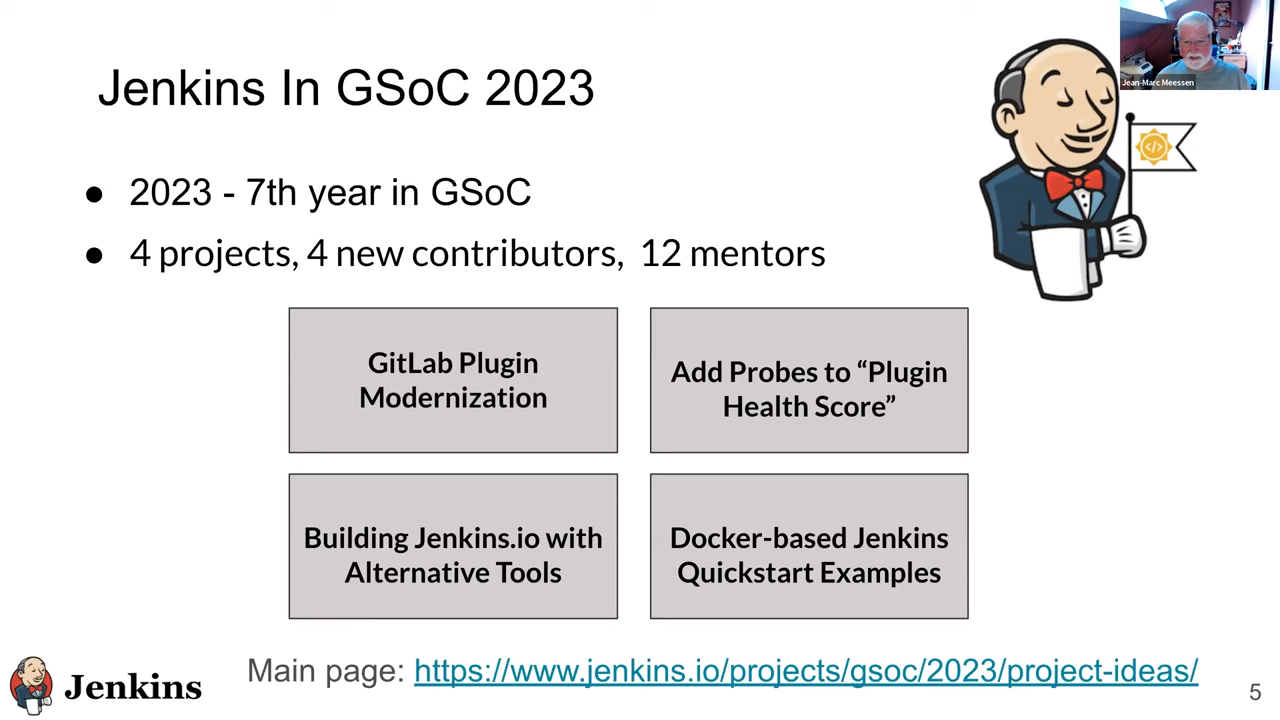 Jean-Marc Meessen
Jenkins In GSoC 2023
● 2023 - 7th year in GSoC
● 4 projects, 4 new contributors, 12 mentors
GitLab Plugin
Modernization
Add Probes to “Plugin
Health Score”
Building Jenkins.io with
Alternative Tools
Docker-based Jenkins
Quickstart Examples
Main page: https://www.jenkins.io/projects/gsoc/2023/project-ideas/
Jenkins
5